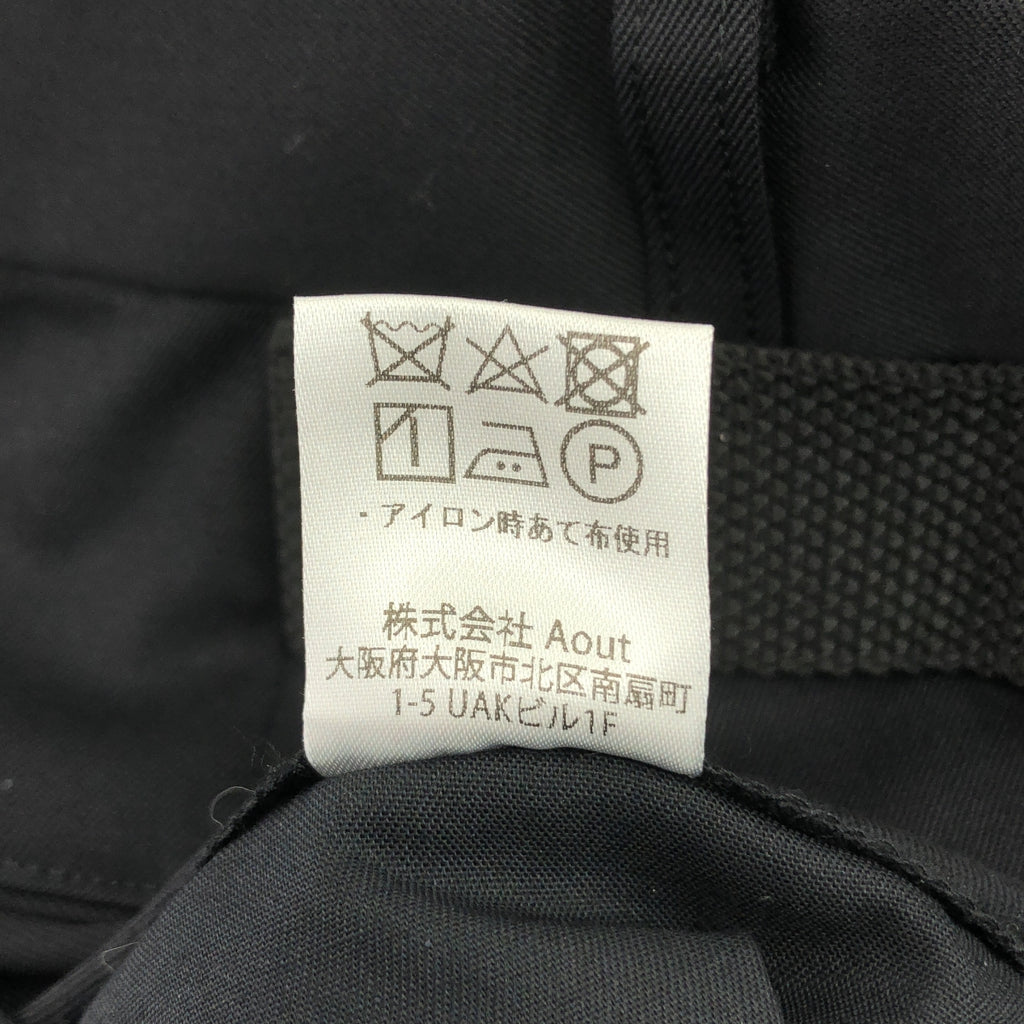 P
・アイロン時あて布使用
株式会社 Aout
大阪府大阪市北区南扇町
1-5 UAKビル1F